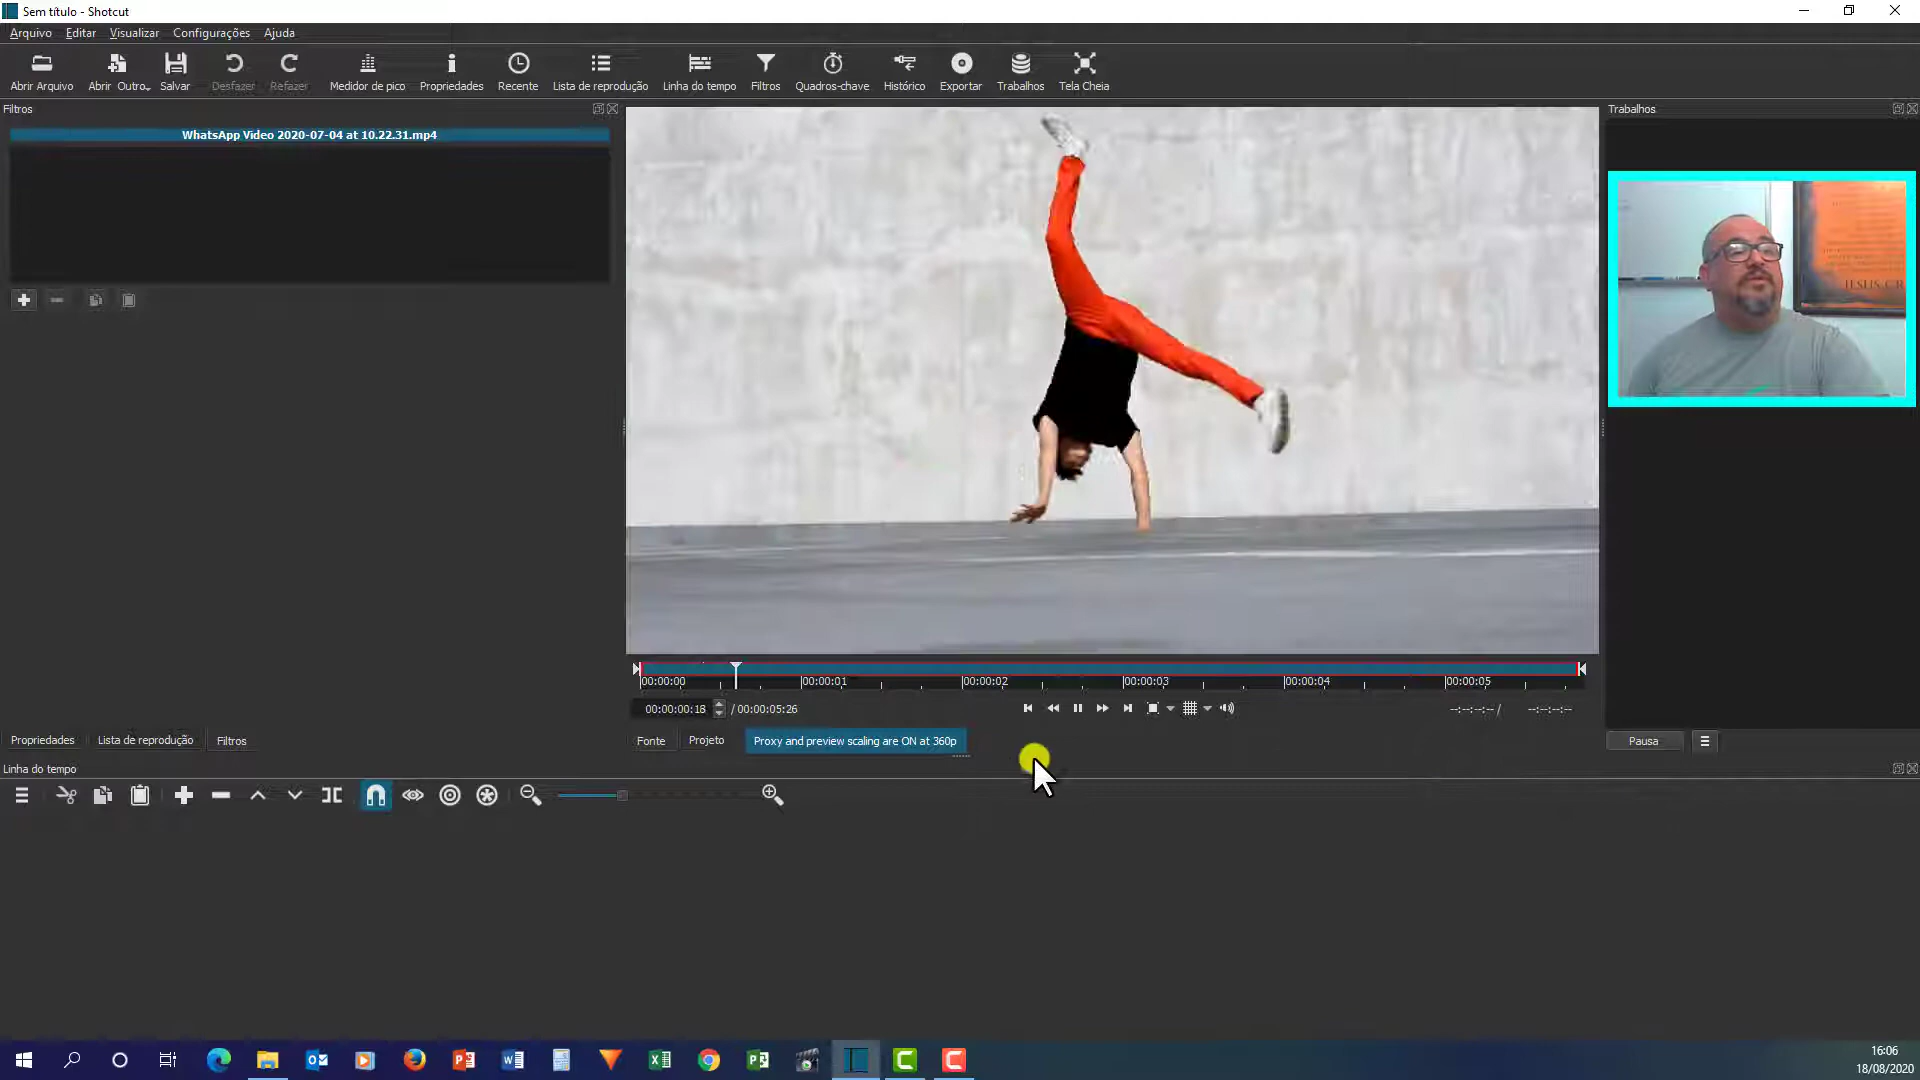 Sem título - Shotcut
Arquivo Editar Visualizar Configurações Ajuda
Abrir Arquivo Abrir Outro... Salvar Desfazer Refazer Medidor de pico Propriedades Recente Lista de reprodução Linha do tempo Filtros Quadros-chave Histórico Exportar Trabalhos Tela Cheia
Filtros
Trabalhos
WhatsApp Video 2020-07-04 at 10.22.31.mp4
JESUS CR
00:00:00 00:00:01 00:00:02 00:00:03 00:00:04 00:00:05
00:00:00:18 / 00:00:05:26 --:--:--:-- / --:--:--:--
Propriedades Lista de reprodução Filtros
Fonte Projeto Proxy and preview scaling are ON at 360p
Pausa
Linha do tempo
16:06
18/08/2020